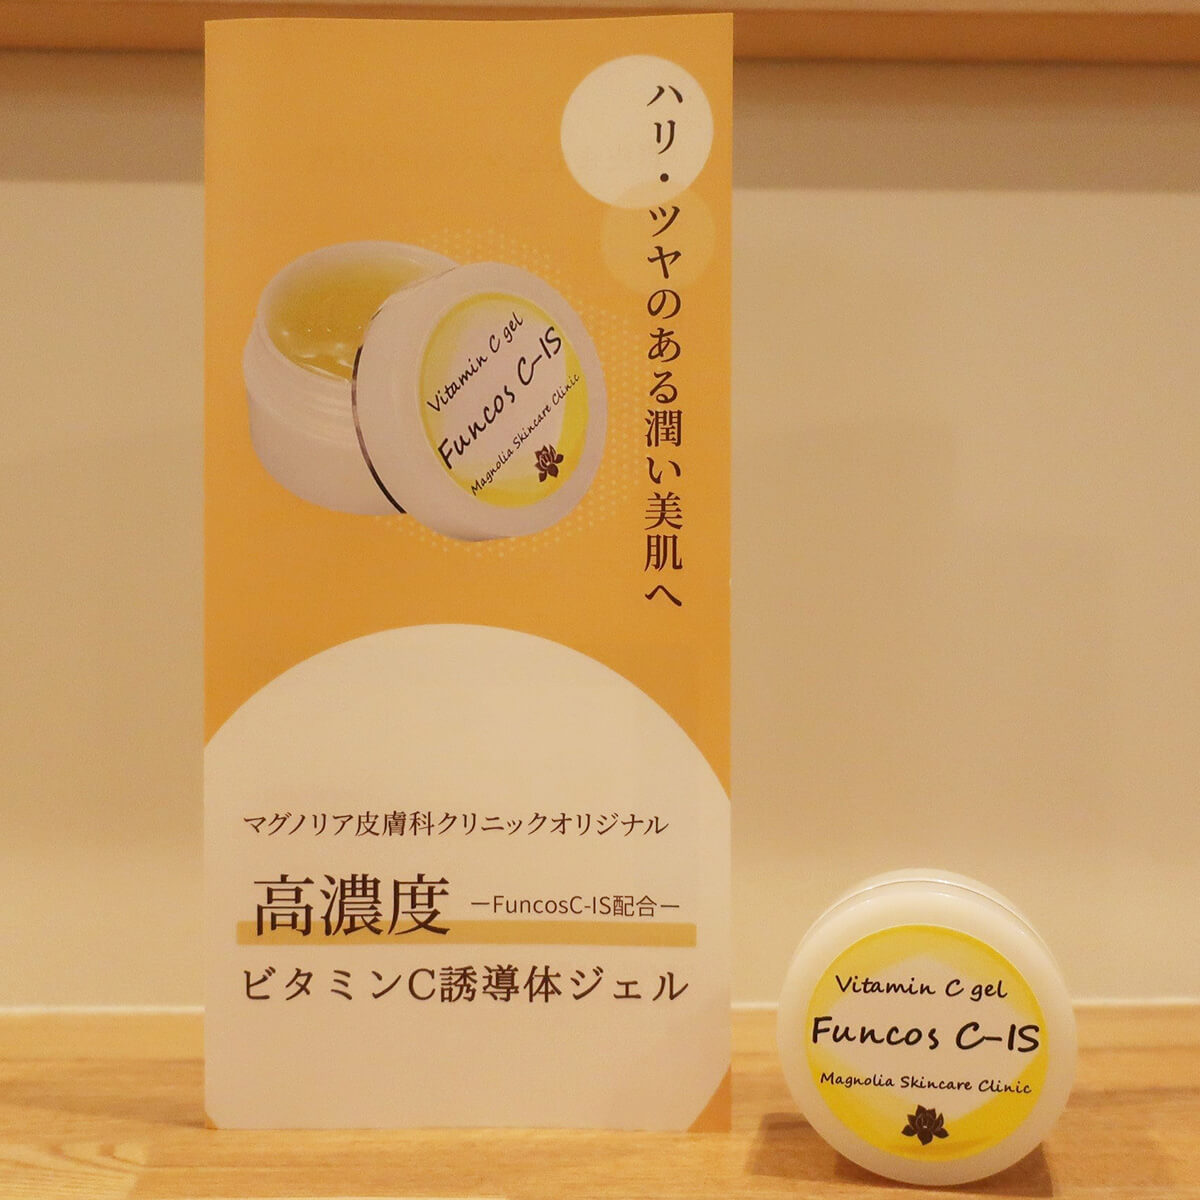 ハリ・ツヤのある潤い美肌へ
Vitamin C gel
Funcos C-IS
Magnolia Skincare Clinic
マグノリア皮膚科クリニックオリジナル
高濃度 ーFuncosC-IS配合ー
ビタミンC誘導体ジェル
Vitamin C gel
Funcos C-IS
Magnolia Skincare Clinic